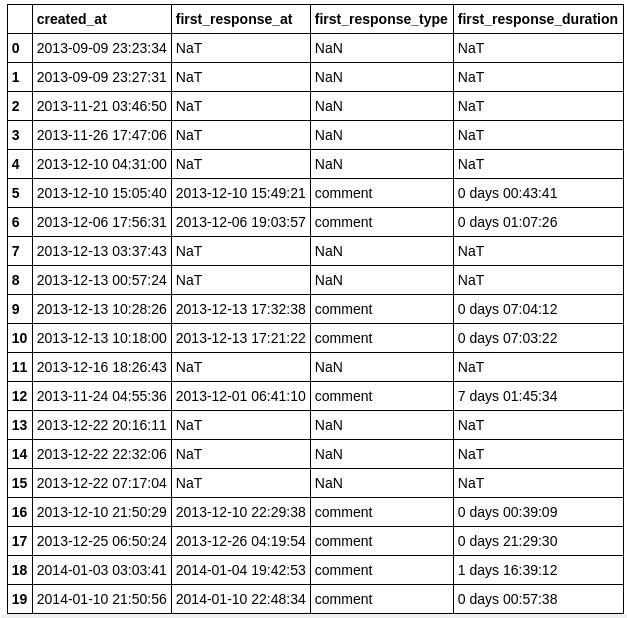 created_at first_response_at first_response_type first_response_duration
0 2013-09-09 23:23:34 NaT NaN NaT
1 2013-09-09 23:27:31 NaT NaN NaT
2 2013-11-21 03:46:50 NaT NaN NaT
3 2013-11-26 17:47:06 NaT NaN NaT
4 2013-12-10 04:31:00 NaT NaN NaT
5 2013-12-10 15:05:40 2013-12-10 15:49:21 comment 0 days 00:43:41
6 2013-12-06 17:56:31 2013-12-06 19:03:57 comment 0 days 01:07:26
7 2013-12-13 03:37:43 NaT NaN NaT
8 2013-12-13 00:57:24 NaT NaN NaT
9 2013-12-13 10:28:26 2013-12-13 17:32:38 comment 0 days 07:04:12
10 2013-12-13 10:18:00 2013-12-13 17:21:22 comment 0 days 07:03:22
11 2013-12-16 18:26:43 NaT NaN NaT
12 2013-11-24 04:55:36 2013-12-01 06:41:10 comment 7 days 01:45:34
13 2013-12-22 20:16:11 NaT NaN NaT
14 2013-12-22 22:32:06 NaT NaN NaT
15 2013-12-22 07:17:04 NaT NaN NaT
16 2013-12-10 21:50:29 2013-12-10 22:29:38 comment 0 days 00:39:09
17 2013-12-25 06:50:24 2013-12-26 04:19:54 comment 0 days 21:29:30
18 2014-01-03 03:03:41 2014-01-04 19:42:53 comment 1 days 16:39:12
19 2014-01-10 21:50:56 2014-01-10 22:48:34 comment 0 days 00:57:38